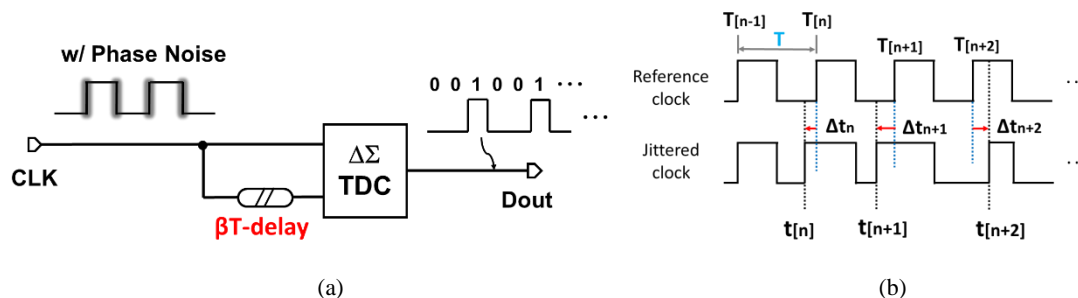 w/ Phase Noise
0 0 1 0 0 1 ···
···
CLK
ΔΣ
TDC
Dout
βT-delay
(a)
T[n-1] T[n]
T
T[n+1] T[n+2]
Reference
clock
··
Δtn Δtn+1 Δtn+2
Jittered
clock
··
t[n] t[n+1] t[n+2]
(b)